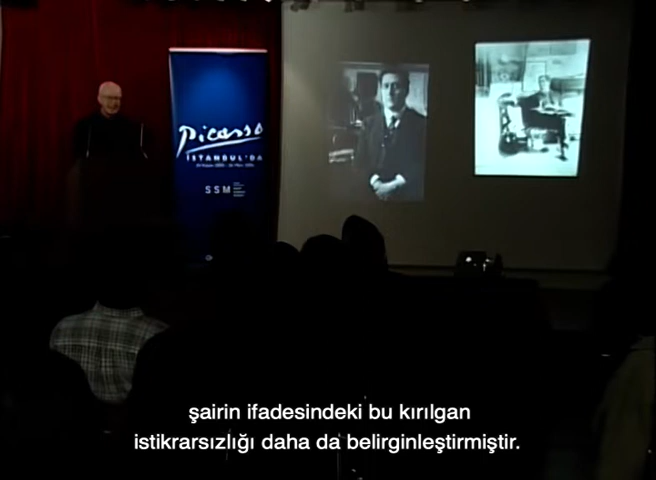 Picasso
İSTANBUL'DA
SSM
şairin ifadesindeki bu kırılgan
istikrarsızlığı daha da belirginleştirmiştir.